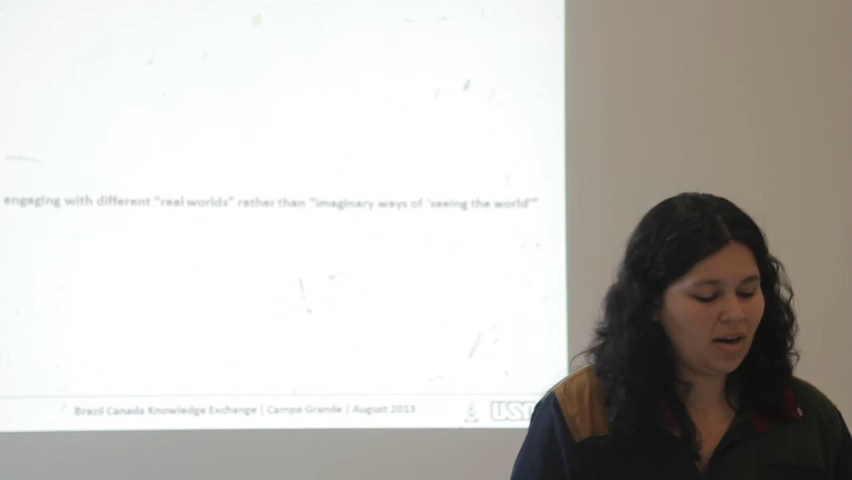 engaging with different "real worlds" rather than "imaginary ways of 'seeing the world'"
Brazil Canada Knowledge Exchange | Campo Grande | August 2013